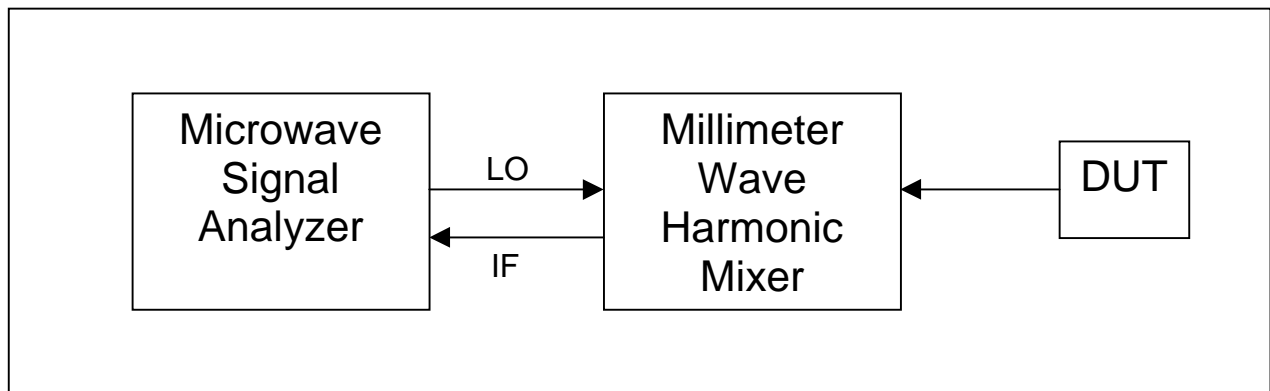 Microwave
Signal
Analyzer
LO
IF
Millimeter
Wave
Harmonic
Mixer
DUT